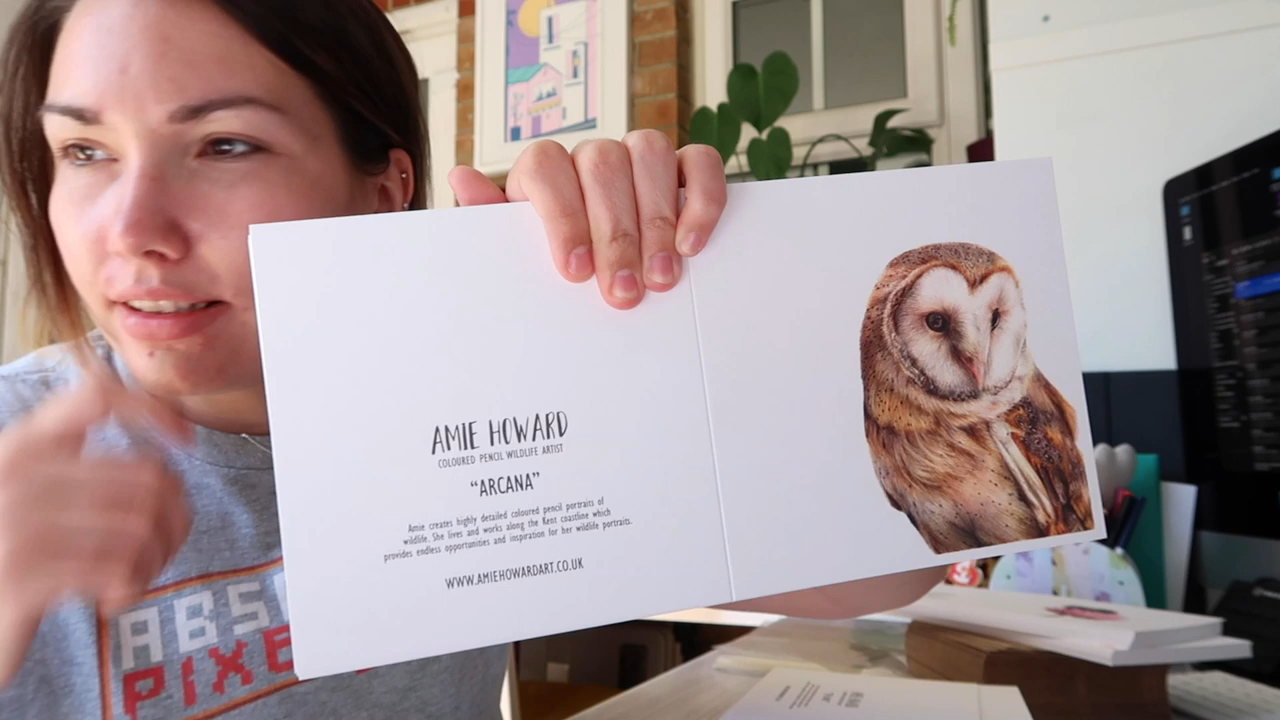 AMIE HOWARD
COLOURED PENCIL WILDLIFE ARTIST
“ARCANA”
Amie creates highly detailed coloured pencil portraits of
wildlife. She lives and works along the Kent coastline which
provides endless opportunities and inspiration for her wildlife portraits.
WWW.AMIEHOWARDART.CO.UK
ABS
PIXE